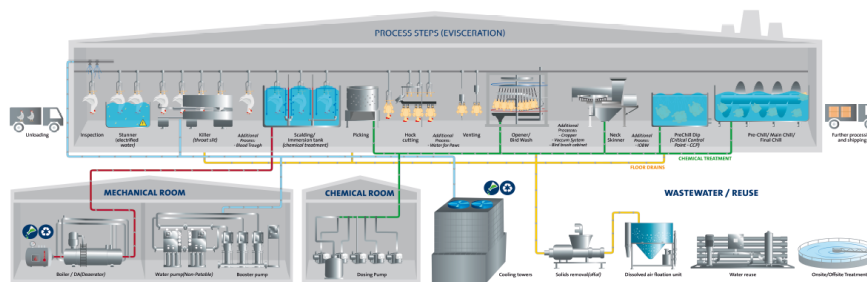 PROCESS STEPS (EVISCERATION)
Unloading
Inspection
Stunner
(electrified
water)
Killer
(throat slit)
Additional
Process:
- Blood Trough
Scalding/
Immersion tank
(chemical treatment)
Picking
Hock
cutting
Additional
Process:
- Water for Paws
Venting
Opener/
Bird Wash
Additional
Processes:
- Cropper
- Vacuum System
- Bird brush cabinet
Neck
Skinner
Additional
Process:
- IOBW
PreChill Dip
(Critical Control
Point - CCP)
Pre-Chill/ Main Chill/
Final Chill
Further process
and shipping
CHEMICAL TREATMENT
FLOOR DRAINS
MECHANICAL ROOM
CHEMICAL ROOM
WASTEWATER / REUSE
Boiler / DA(Deaerator)
Water pump(Non-Potable)
Booster pump
Dosing Pump
Cooling towers
Solids removal(offal)
Dissolved air flotation unit
Water reuse
Onsite/Offsite Treatment